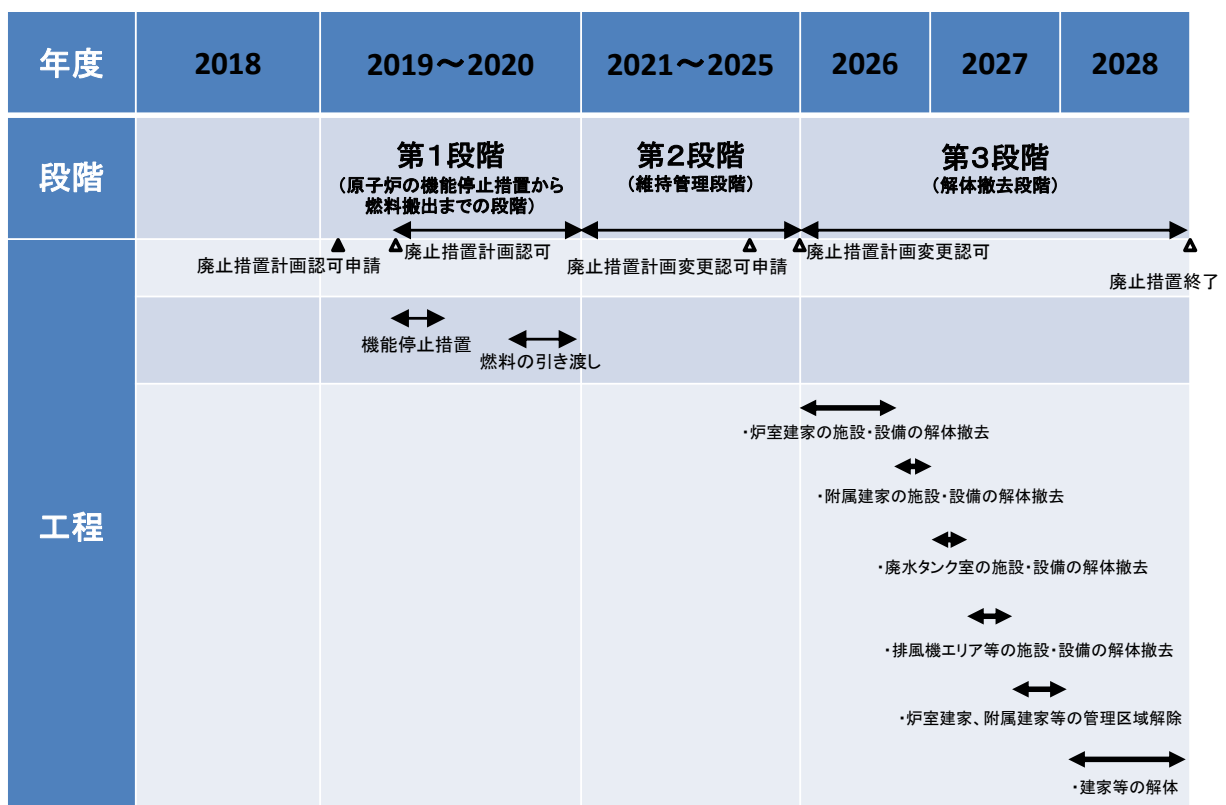 年度
2018
2019～2020
2021～2025
2026
2027
2028
段階
第１段階
（原子炉の機能停止措置から
燃料搬出までの段階）
第２段階
（維持管理段階）
第３段階
（解体撤去段階）
工程
廃止措置計画認可申請
廃止措置計画認可
廃止措置計画変更認可申請
廃止措置計画変更認可
廃止措置終了
機能停止措置
燃料の引き渡し
・炉室建家の施設・設備の解体撤去
・附属建家の施設・設備の解体撤去
・廃水タンク室の施設・設備の解体撤去
・排風機エリア等の施設・設備の解体撤去
・炉室建家、附属建家等の管理区域解除
・建家等の解体